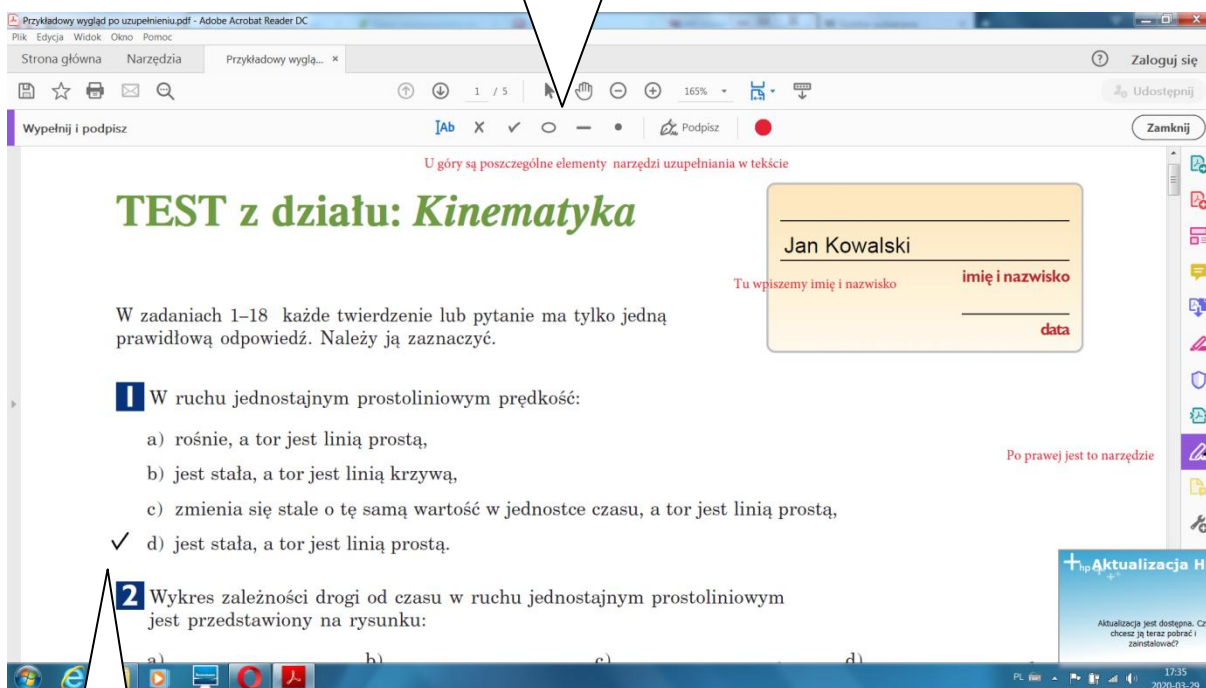 Przykładowy wygląd po uzupełnieniu.pdf - Adobe Acrobat Reader DC
Plik Edycja Widok Okno Pomoc
Strona główna Narzędzia Przykładowy wyglą... × Zaloguj się
1 / 5 165% Udostępnij
Wypełnij i podpisz Ab Podpisz Zamknij
U góry są poszczególne elementy narzędzi uzupełniania w tekście
TEST z działu: Kinematyka
Jan Kowalski
Tu wpiszemy imię i nazwisko imię i nazwisko
data
W zadaniach 1–18 każde twierdzenie lub pytanie ma tylko jedną
prawidłową odpowiedź. Należy ją zaznaczyć.
1 W ruchu jednostajnym prostoliniowym prędkość:
a) rośnie, a tor jest linią prostą,
b) jest stała, a tor jest linią krzywą,
Po prawej jest to narzędzie
c) zmienia się stale o tę samą wartość w jednostce czasu, a tor jest linią prostą,
d) jest stała, a tor jest linią prostą.
2 Wykres zależności drogi od czasu w ruchu jednostajnym prostoliniowym
jest przedstawiony na rysunku:
a) b) c) d)
hp Aktualizacja H
Aktualizacja jest dostępna. Cz
chcesz ją teraz pobrać i
zainstalować?
PL 17:35
2020-03-29